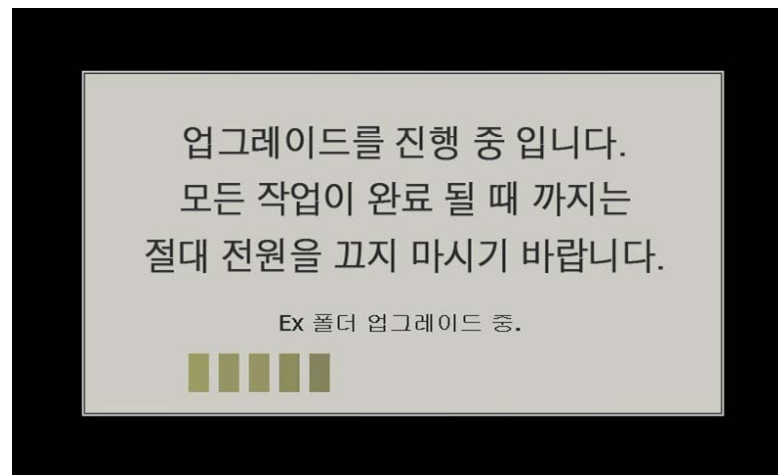 업그레이드를 진행 중 입니다.
모든 작업이 완료 될 때 까지는
절대 전원을 끄지 마시기 바랍니다.
Ex 폴더 업그레이드 중.